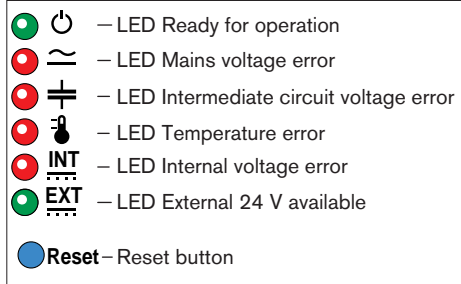 – LED Ready for operation
– LED Mains voltage error
– LED Intermediate circuit voltage error
– LED Temperature error
INT – LED Internal voltage error
EXT – LED External 24 V available
Reset – Reset button